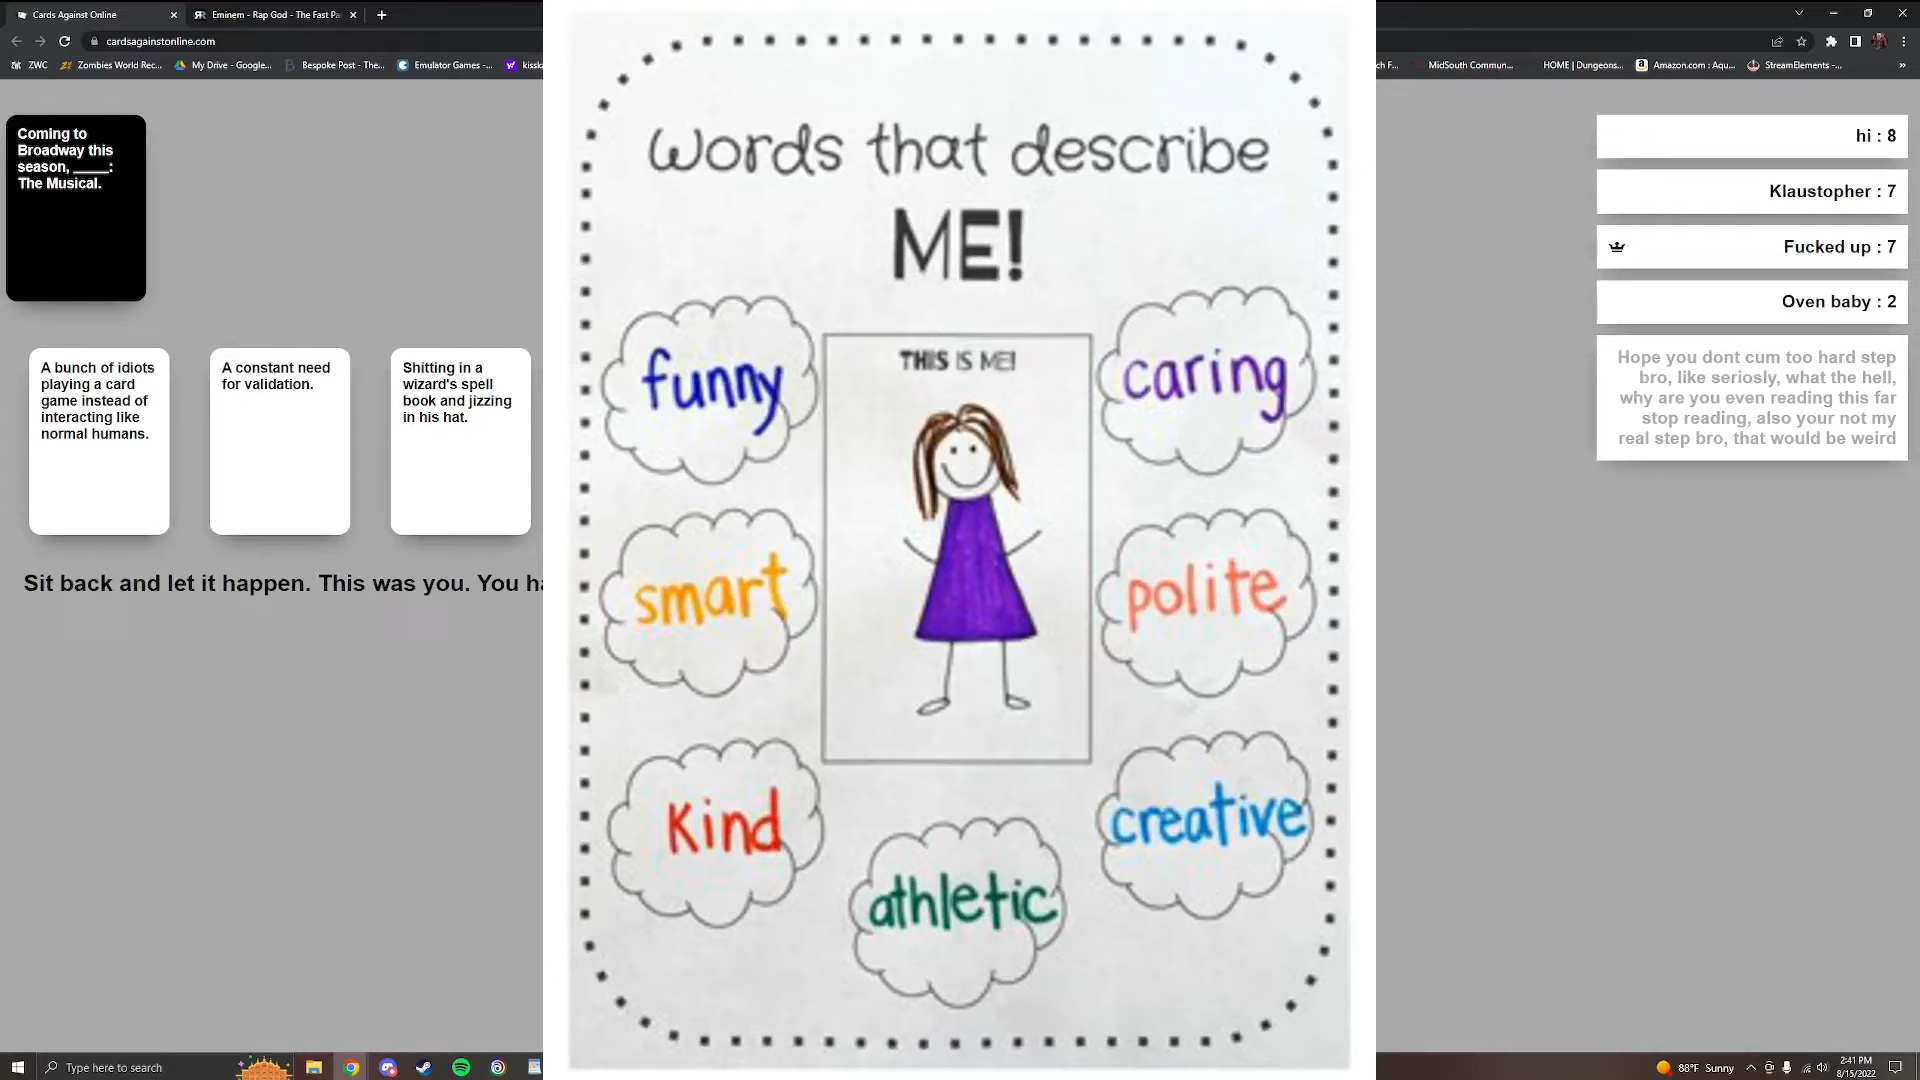 Cards Against Online
Eminem - Rap God - The Fast Pa
cardsagainstonline.com
ZWC
Zombies World Rec...
My Drive - Google...
Bespoke Post - The...
Emulator Games -...
MidSouth Commun...
HOME | Dungeons...
Amazon.com : Aqu...
StreamElements -...
Coming to
Broadway this
season, ____:
The Musical.
A bunch of idiots
playing a card
game instead of
interacting like
normal humans.
A constant need
for validation.
Shitting in a
wizard's spell
book and jizzing
in his hat.
Sit back and let it happen. This was you. You ha
Words that describe
ME!
THIS IS ME!
funny
caring
smart
polite
kind
creative
athletic
hi : 8
Klaustopher : 7
Fucked up : 7
Oven baby : 2
Hope you dont cum too hard step
bro, like seriosly, what the hell,
why are you even reading this far
stop reading, also your not my
real step bro, that would be weird
Type here to search
88°F Sunny
2:41 PM
8/15/2022